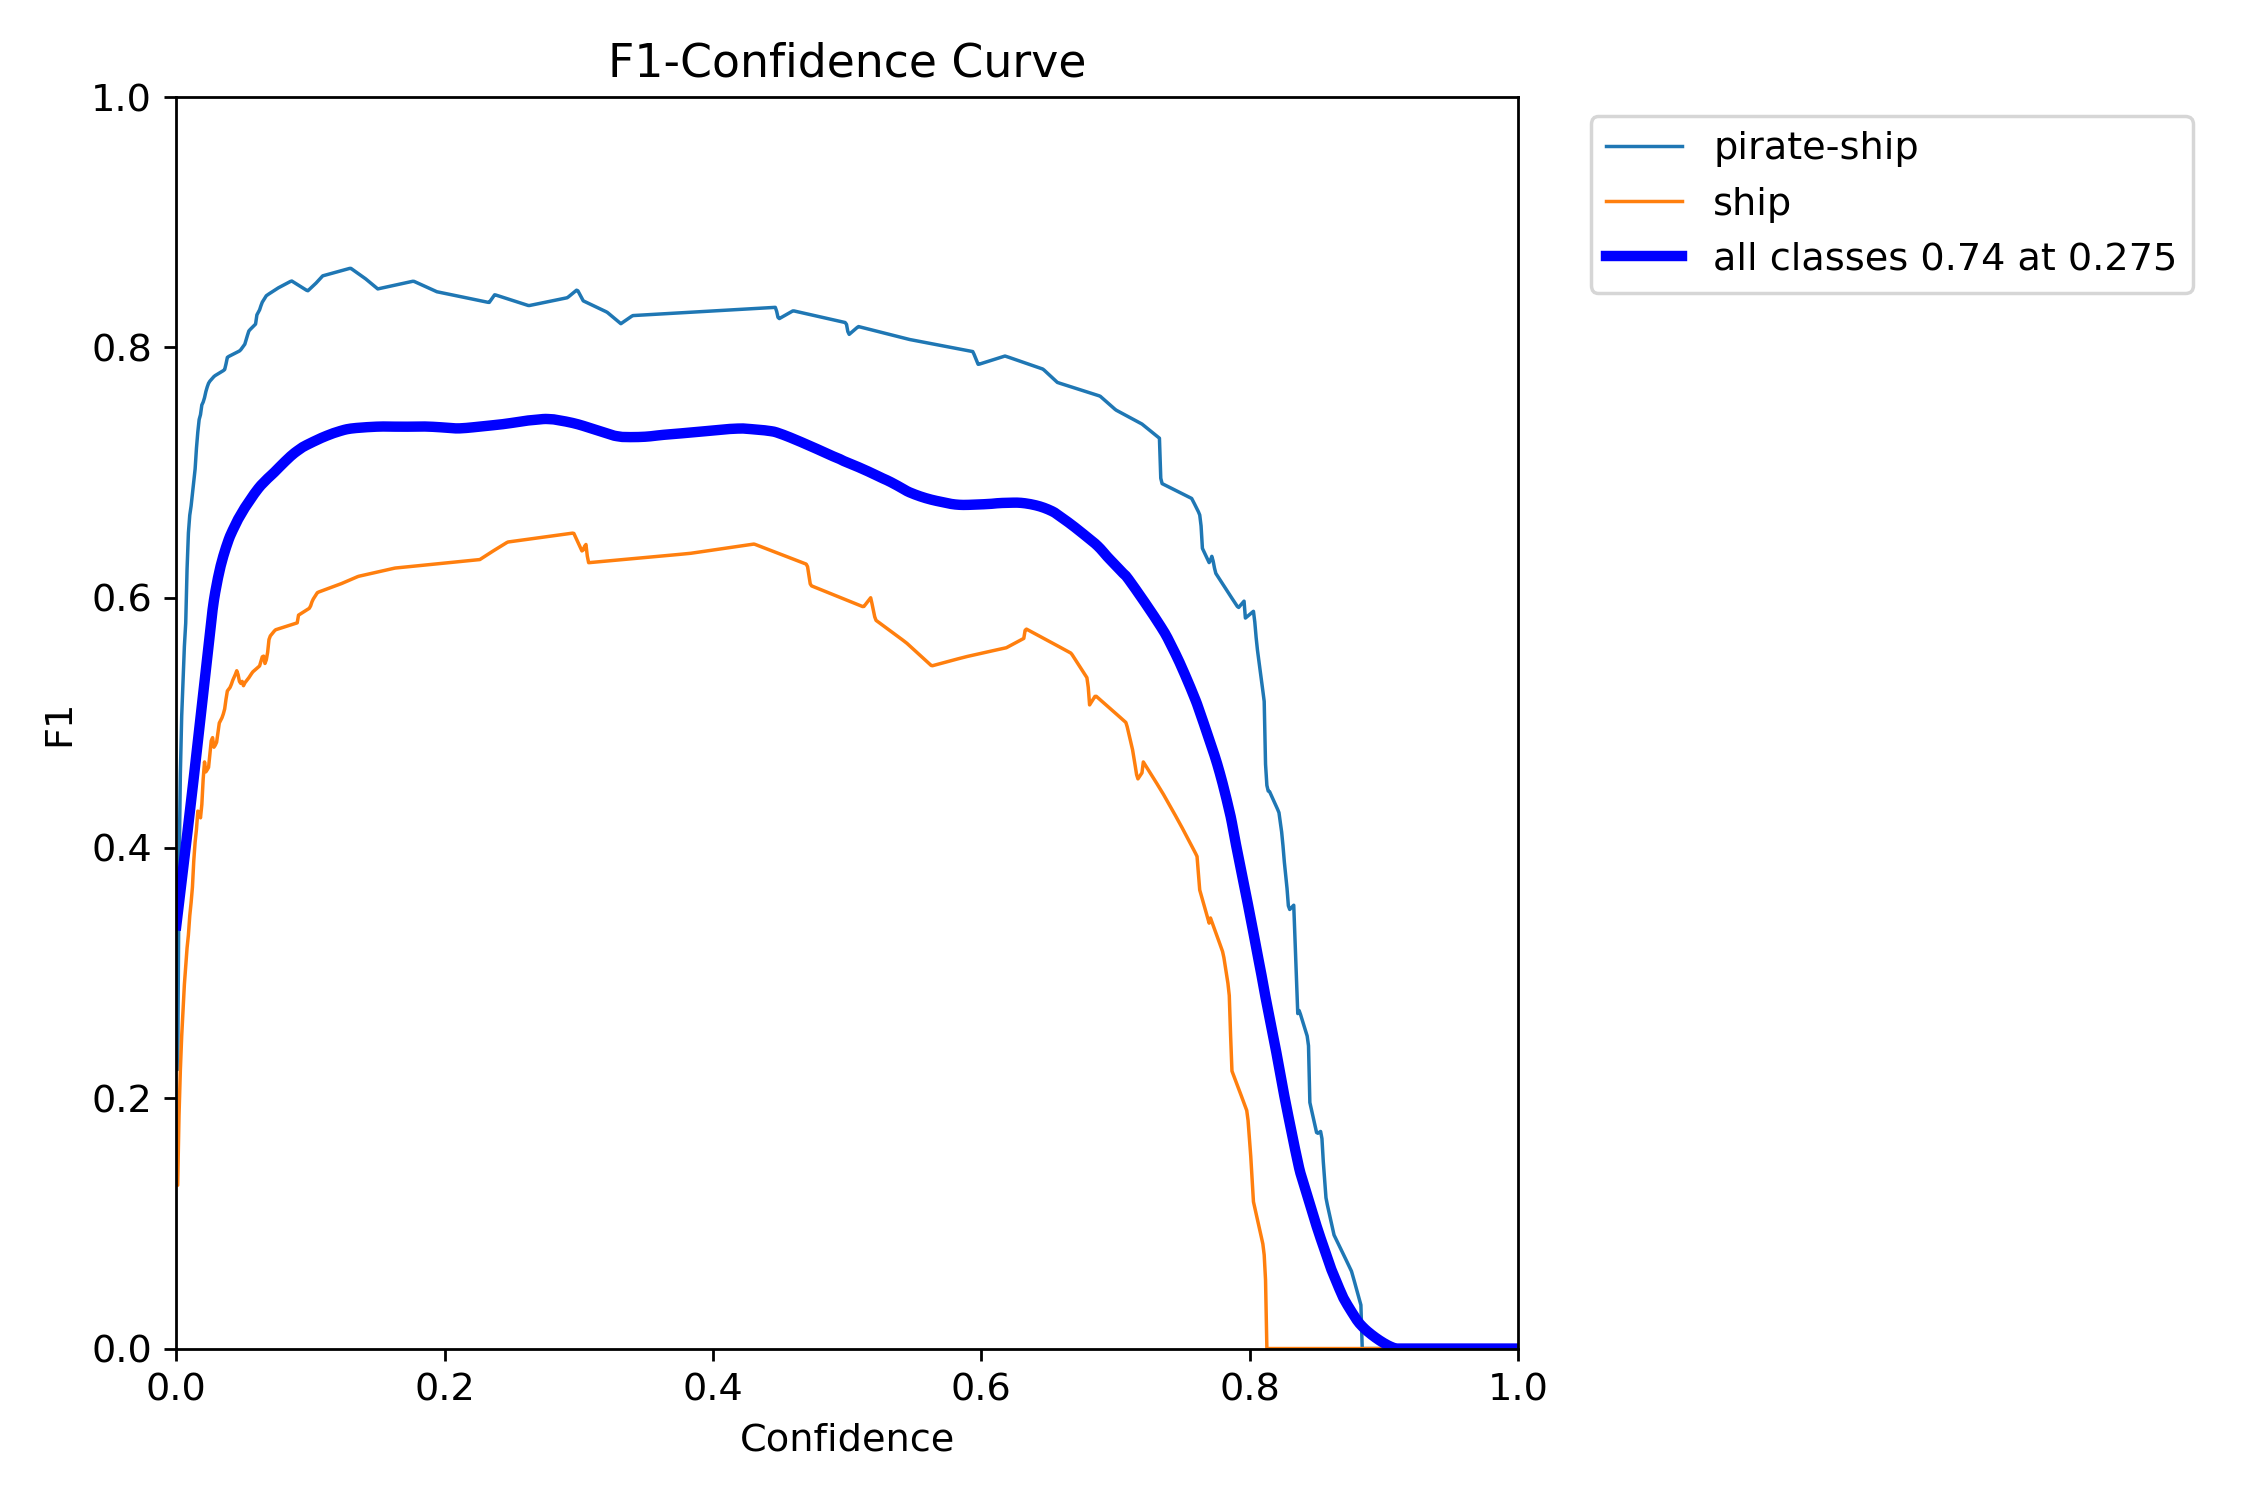 F1-Confidence Curve
1.0
0.8
0.6
0.4
0.2
0.0
F1
0.0 0.2 0.4 0.6 0.8 1.0
Confidence
pirate-ship
ship
all classes 0.74 at 0.275